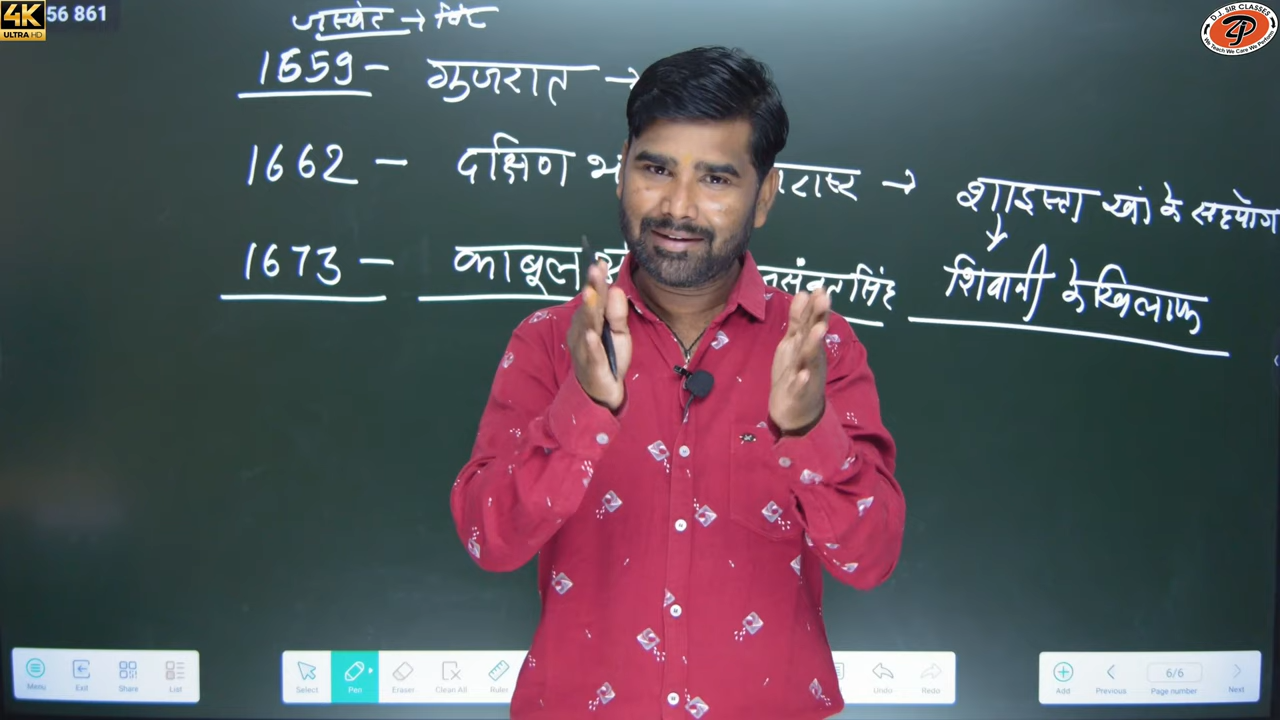 4K
ULTRA HD
56 861
D.J. SIR CLASSES
We Teach We Care We Perform
1659 - गुजरात →
1662 - दक्षिण → शाइस्ता खां के सहयोग
↓
1673 - काबुल जसंवतसिंह शिवाजी के खिलाफ
Menu Exit Share List Select Pen Eraser Clean All Ruler Undo Redo Add Previous 6/6 Page number Next